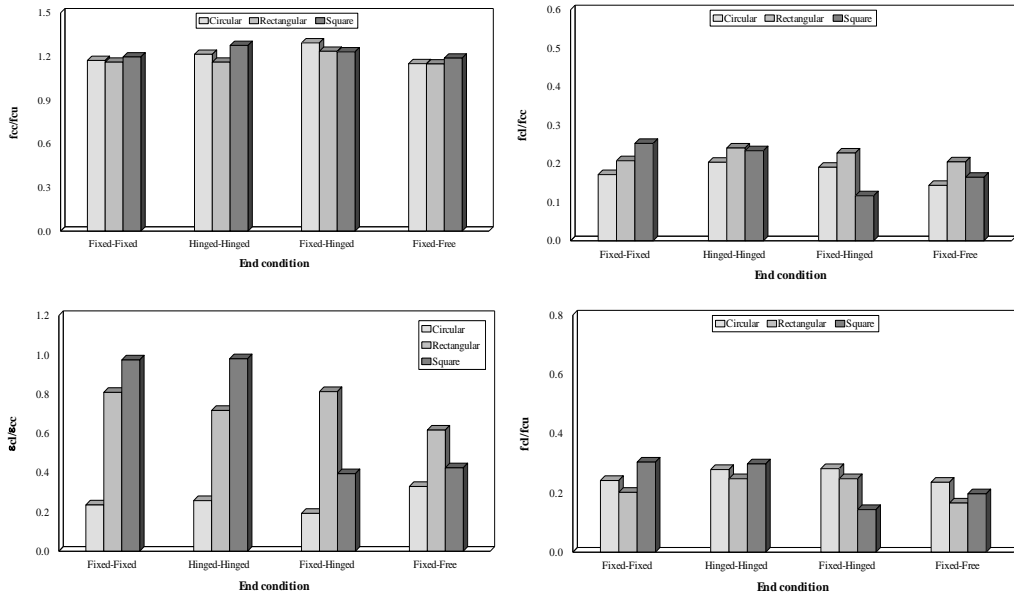 1.5
1.2
0.9
0.6
0.3
0.0
fcc/fcu
Circular Rectangular Square
Fixed-Fixed Hinged-Hinged Fixed-Hinged Fixed-Free
End condition
0.6
0.5
0.4
0.3
0.2
0.1
0.0
fcl/fcc
Circular Rectangular Square
Fixed-Fixed Hinged-Hinged Fixed-Hinged Fixed-Free
End condition
1.2
1.0
0.8
0.6
0.4
0.2
0.0
εcl/εcc
Circular
Rectangular
Square
Fixed-Fixed Hinged-Hinged Fixed-Hinged Fixed-Free
End condition
0.8
0.6
0.4
0.2
0.0
fcl/fcu
Circular Rectangular Square
Fixed-Fixed Hinged-Hinged Fixed-Hinged Fixed-Free
End condition